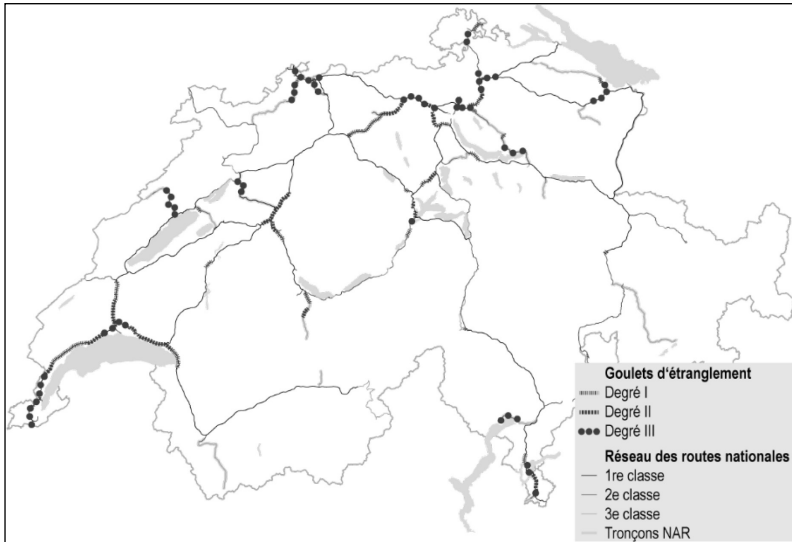 Goulets d'étranglement
Degré I
Degré II
Degré III
Réseau des routes nationales
1re classe
2e classe
3e classe
Tronçons NAR